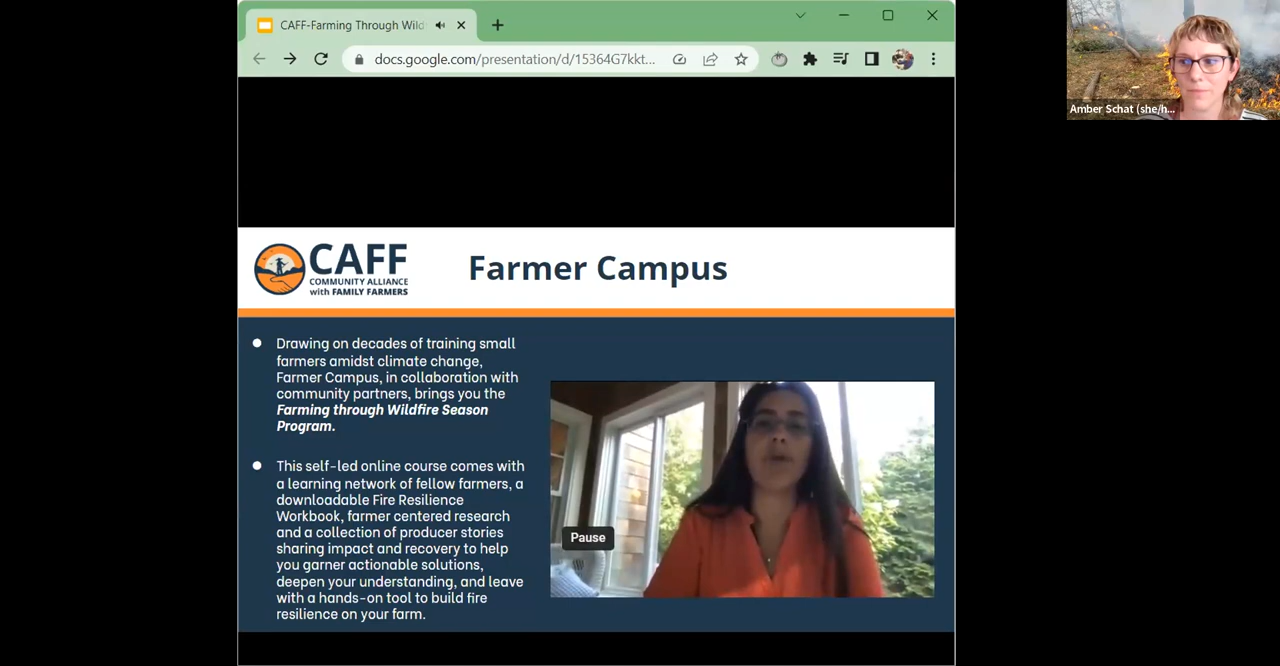 CAFF-Farming Through Wild
docs.google.com/presentation/d/15364G7kkt...
Amber Schat (she/h...
CAFF
COMMUNITY ALLIANCE
with FAMILY FARMERS
Farmer Campus
Drawing on decades of training small
farmers amidst climate change,
Farmer Campus, in collaboration with
community partners, brings you the
Farming through Wildfire Season
Program.
This self-led online course comes with
a learning network of fellow farmers, a
downloadable Fire Resilience
Workbook, farmer centered research
and a collection of producer stories
sharing impact and recovery to help
you garner actionable solutions,
deepen your understanding, and leave
with a hands-on tool to build fire
resilience on your farm.
Pause